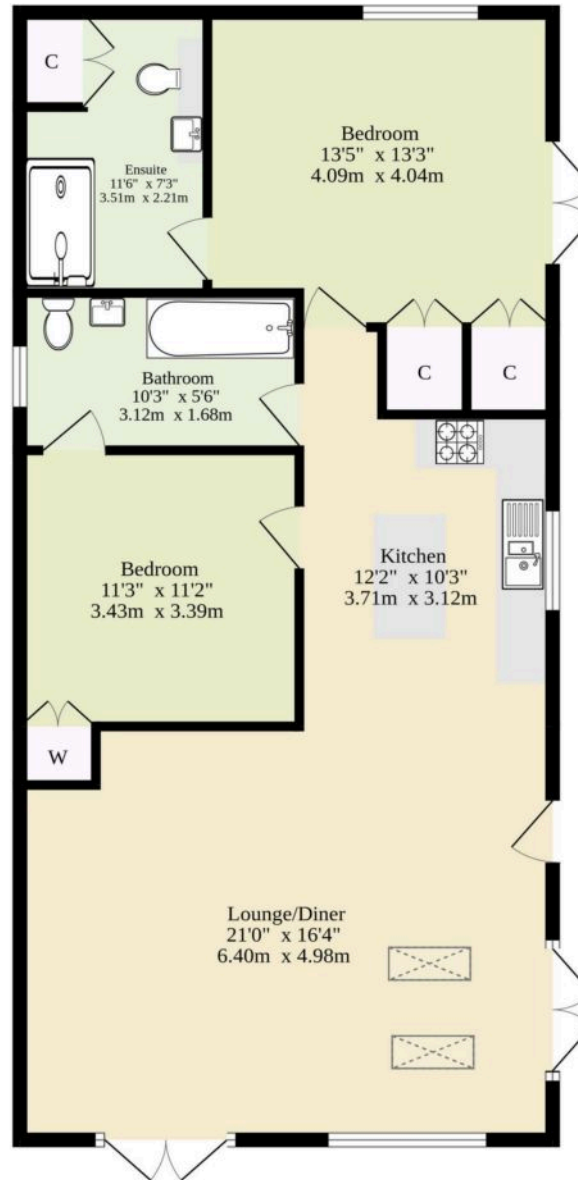 C
Bedroom
13'5" x 13'3"
4.09m x 4.04m
Ensuite
11'6" x 7'3"
3.51m x 2.21m
Bathroom
10'3" x 5'6"
3.12m x 1.68m
C
C
Kitchen
12'2" x 10'3"
3.71m x 3.12m
Bedroom
11'3" x 11'2"
3.43m x 3.39m
W
Lounge/Diner
21'0" x 16'4"
6.40m x 4.98m